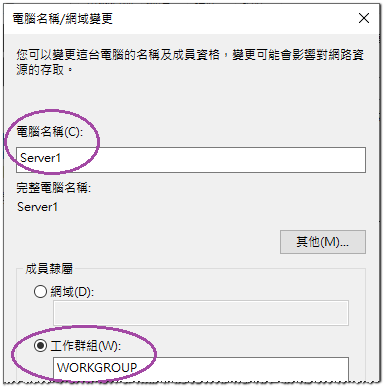 電腦名稱/網域變更
您可以變更這台電腦的名稱及成員資格，變更可能會影響對網路資
源的存取。
電腦名稱(C):
Server1
完整電腦名稱:
Server1
其他(M)...
成員隸屬
網域(D):
工作群組(W):
WORKGROUP